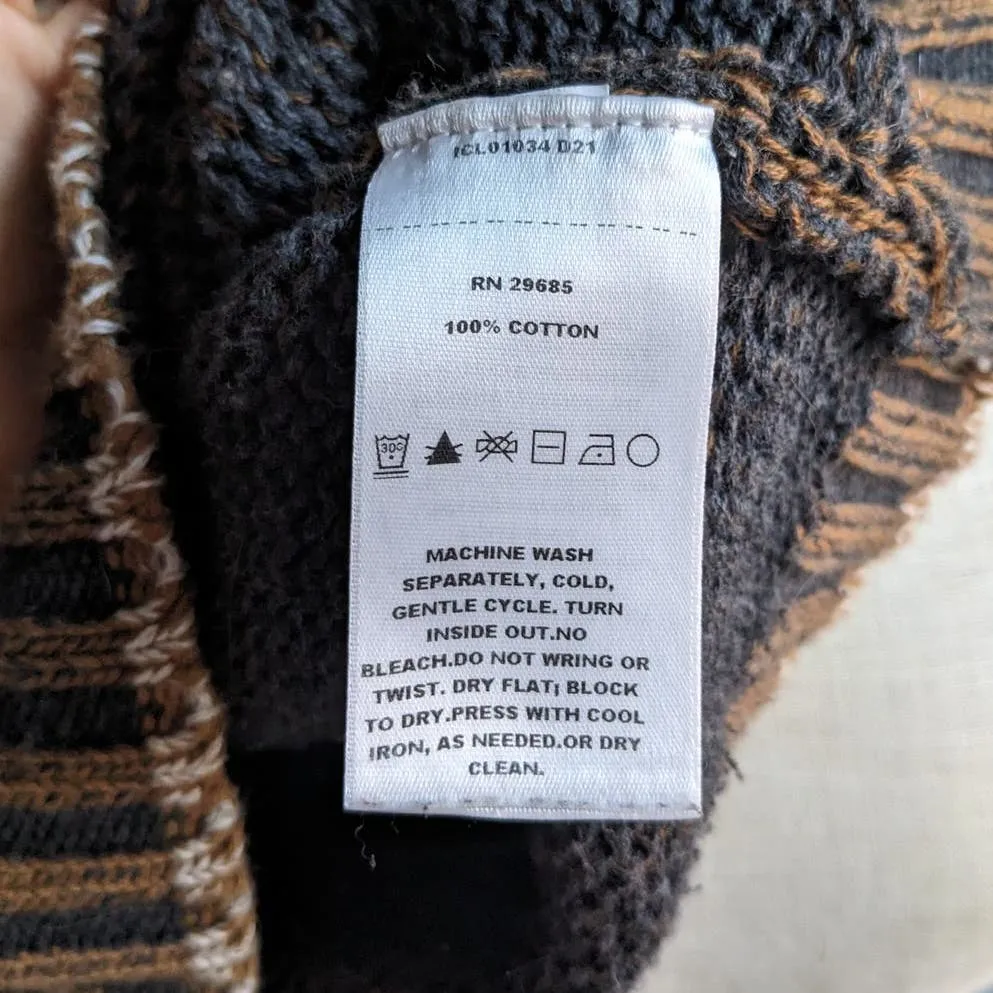 ICL01034 D21
RN 29685
100% COTTON
30C
MACHINE WASH
SEPARATELY, COLD,
GENTLE CYCLE. TURN
INSIDE OUT.NO
BLEACH.DO NOT WRING OR
TWIST. DRY FLAT; BLOCK
TO DRY.PRESS WITH COOL
IRON, AS NEEDED.OR DRY
CLEAN.